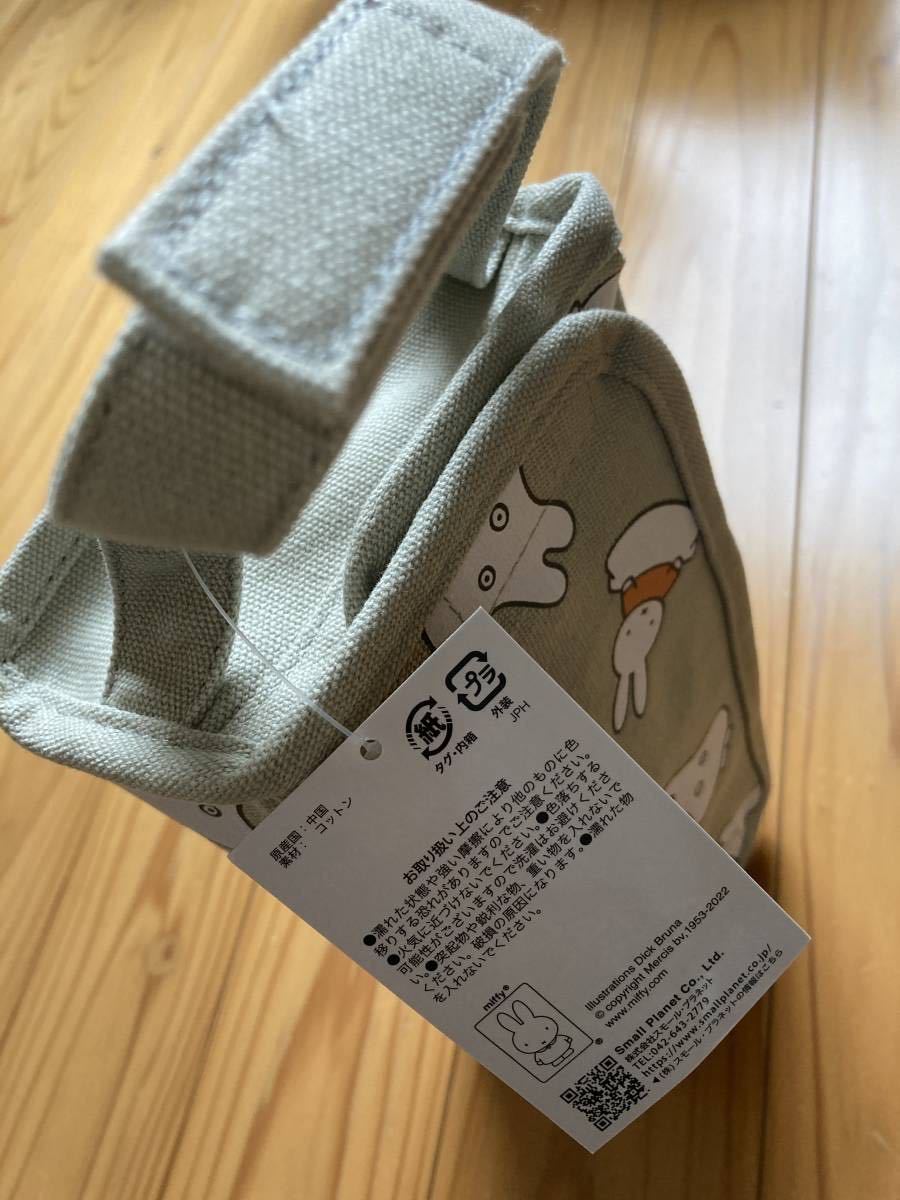 原産国：中国
素材：　コットン
紙
タグ・内箱
プラ
外装
JPH
お取り扱い上のご注意
●濡れた状態や強い摩擦により他のものに色
移りする恐れがありますのでご注意ください。
●火気に近づけないでください。●色落ちする
可能性がございますので洗濯はお避けくださ
い。●突起物や鋭利な物、重い物を入れないで
ください。破損の原因になります。●濡れた物
を入れないでください。
miffy®
®
Illustrations Dick Bruna
© copyright Mercis bv, 1953-2022
www.miffy.com
Small Planet Co., Ltd.
株式会社スモール・プラネット
TEL:042-643-2779
https://www.smallplanet.co.jp/
◀(株)スモール・プラネットの情報はこちら